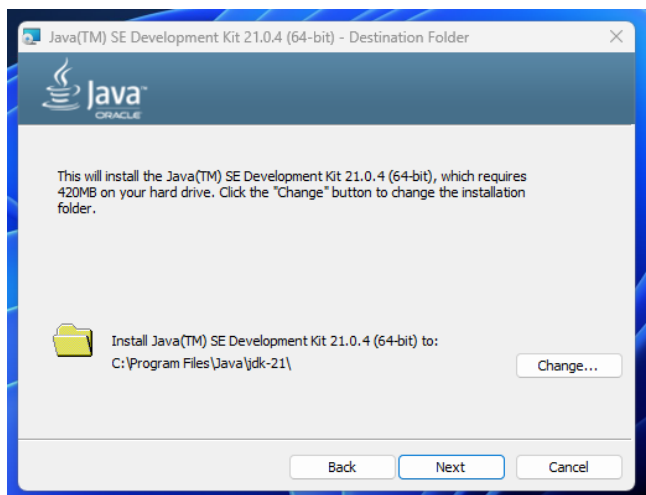 Java(TM) SE Development Kit 21.0.4 (64-bit) - Destination Folder
Java™
ORACLE
This will install the Java(TM) SE Development Kit 21.0.4 (64-bit), which requires
420MB on your hard drive. Click the "Change" button to change the installation
folder.
Install Java(TM) SE Development Kit 21.0.4 (64-bit) to:
C:\Program Files\Java\jdk-21\
Change...
Back
Next
Cancel